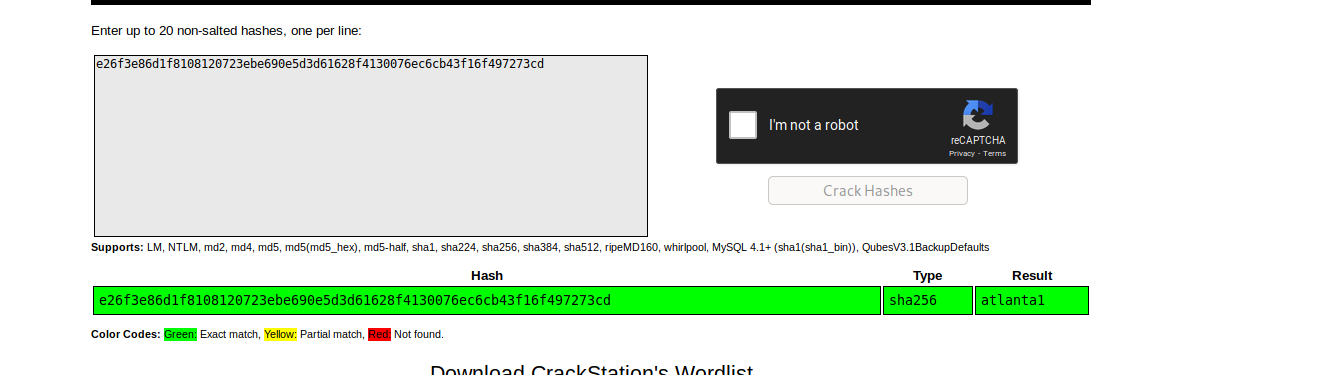 Enter up to 20 non-salted hashes, one per line:
e26f3e86d1f8108120723ebe690e5d3d61628f4130076ec6cb43f16f497273cd
I'm not a robot
reCAPTCHA
Privacy - Terms
Crack Hashes
Supports: LM, NTLM, md2, md4, md5, md5(md5_hex), md5-half, sha1, sha224, sha256, sha384, sha512, ripeMD160, whirlpool, MySQL 4.1+ (sha1(sha1_bin)), QubesV3.1BackupDefaults
Hash Type Result
e26f3e86d1f8108120723ebe690e5d3d61628f4130076ec6cb43f16f497273cd sha256 atlanta1
Color Codes: Green: Exact match, Yellow: Partial match, Red: Not found.
Download CrackStation's Wordlist